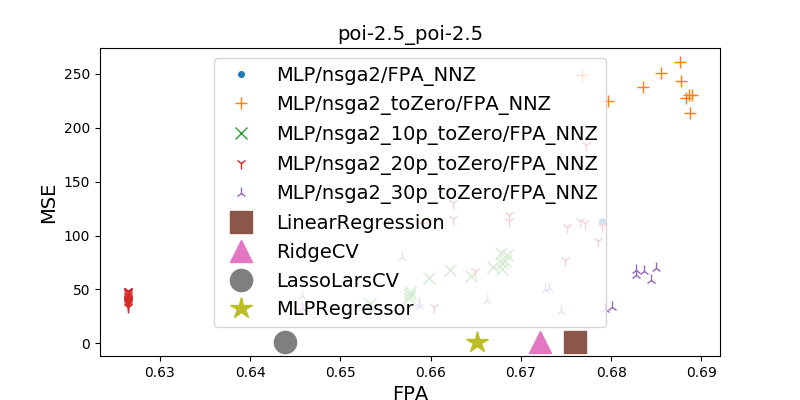 poi-2.5_poi-2.5
MSE
250
200
150
100
50
0
MLP/nsga2/FPA_NNZ
MLP/nsga2_toZero/FPA_NNZ
MLP/nsga2_10p_toZero/FPA_NNZ
MLP/nsga2_20p_toZero/FPA_NNZ
MLP/nsga2_30p_toZero/FPA_NNZ
LinearRegression
RidgeCV
LassoLarsCV
MLPRegressor
0.63 0.64 0.65 0.66 0.67 0.68 0.69
FPA